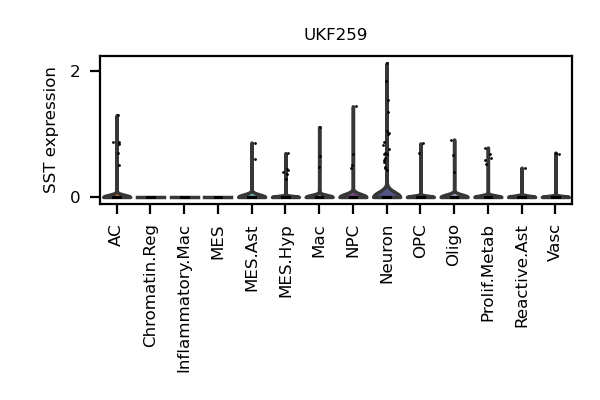 UKF259
SST expression
2
0
AC
Chromatin.Reg
Inflammatory.Mac
MES
MES.Ast
MES.Hyp
Mac
NPC
Neuron
OPC
Oligo
Prolif.Metab
Reactive.Ast
Vasc